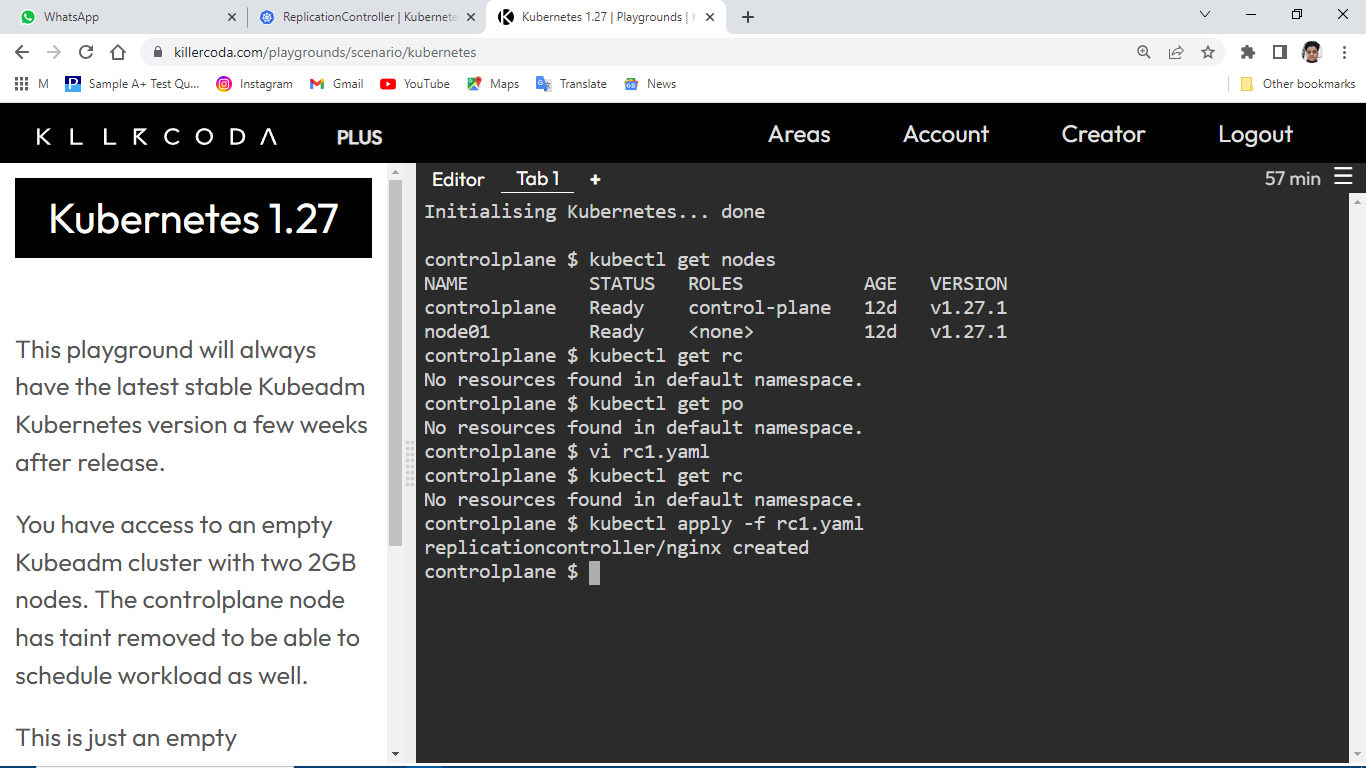 WhatsApp
ReplicationController | Kubernete
Kubernetes 1.27 | Playgrounds |
killercoda.com/playgrounds/scenario/kubernetes
M
Sample A+ Test Qu...
Instagram
Gmail
YouTube
Maps
Translate
News
Other bookmarks
KILLERCODA
PLUS
Areas
Account
Creator
Logout
Kubernetes 1.27
This playground will always
have the latest stable Kubeadm
Kubernetes version a few weeks
after release.
You have access to an empty
Kubeadm cluster with two 2GB
nodes. The controlplane node
has taint removed to be able to
schedule workload as well.
This is just an empty
Editor
Tab 1
+
57 min
Initialising Kubernetes... done
controlplane $ kubectl get nodes
NAME STATUS ROLES AGE VERSION
controlplane Ready control-plane 12d v1.27.1
node01 Ready <none> 12d v1.27.1
controlplane $ kubectl get rc
No resources found in default namespace.
controlplane $ kubectl get po
No resources found in default namespace.
controlplane $ vi rc1.yaml
controlplane $ kubectl get rc
No resources found in default namespace.
controlplane $ kubectl apply -f rc1.yaml
replicationcontroller/nginx created
controlplane $